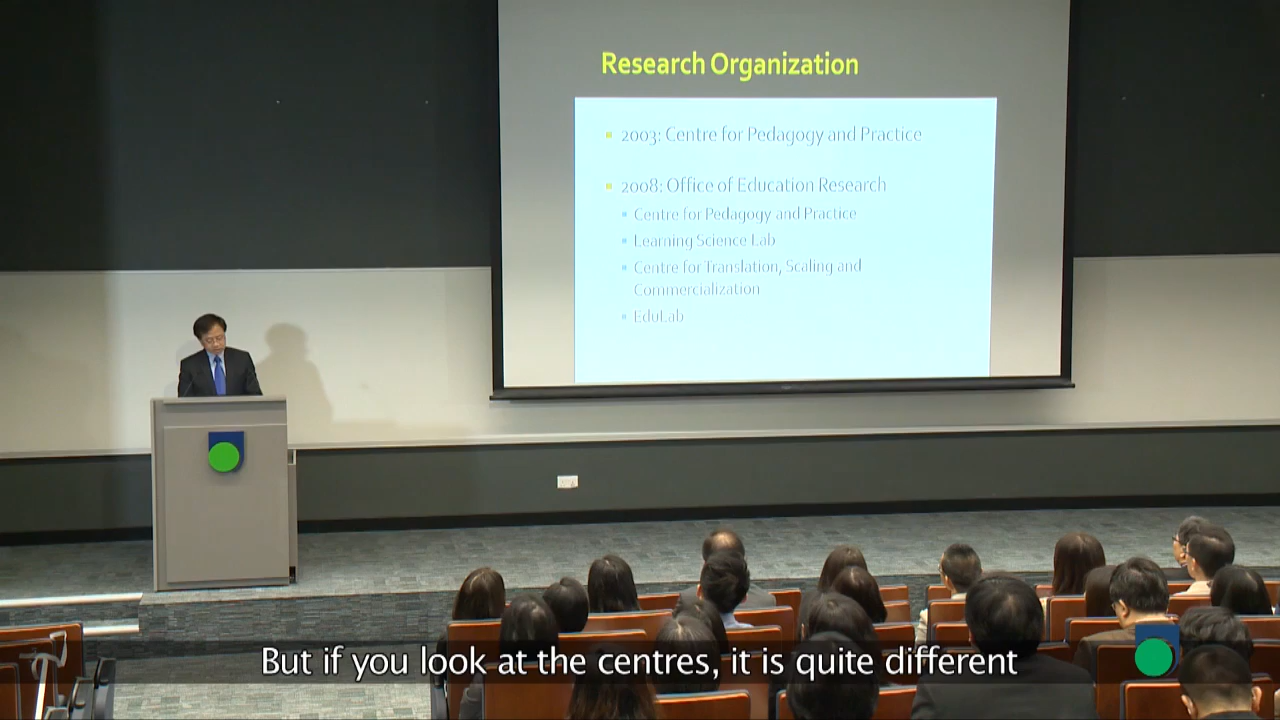 Research Organization
2003: Centre for Pedagogy and Practice
2008: Office of Education Research
Centre for Pedagogy and Practice
Learning Science Lab
Centre for Translation, Scaling and
Commercialization
EduLab
But if you look at the centres, it is quite different